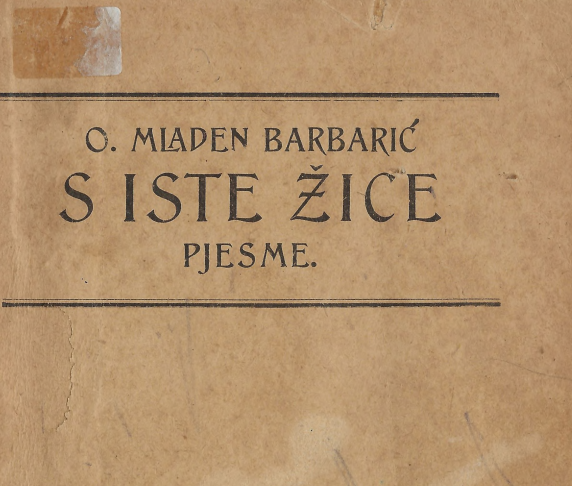 O. MLADEN BARBARIĆ
S ISTE ŽICE
PJESME.